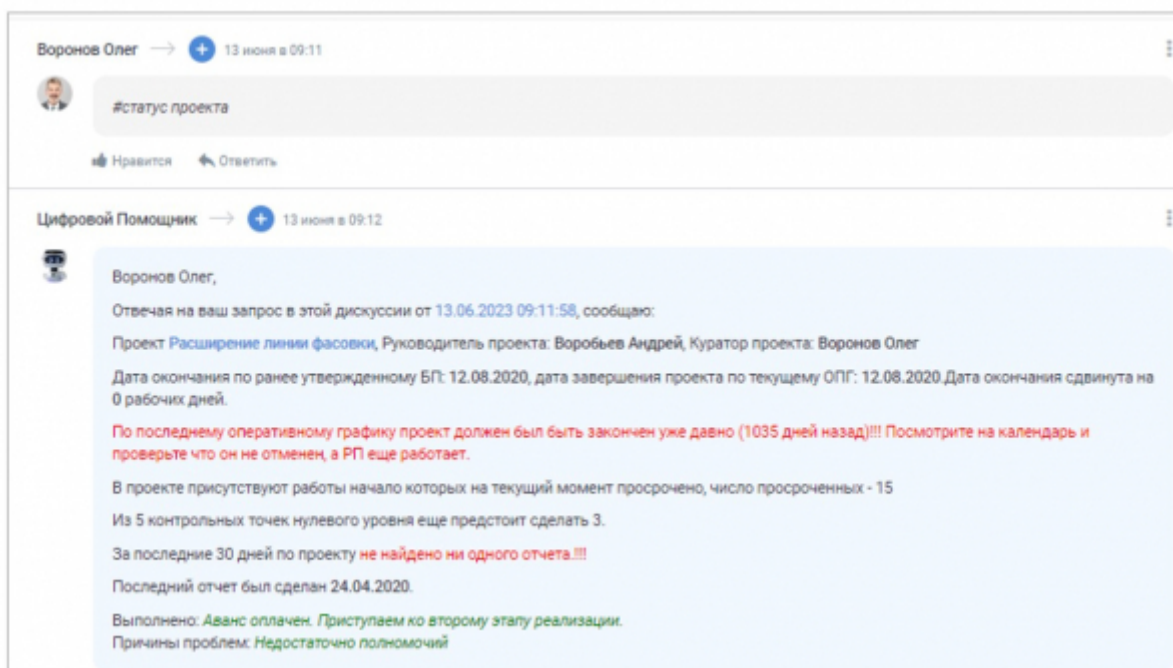 Воронов Олег 13 июня в 09:11
#статус проекта
Нравится Ответить
Цифровой Помощник 13 июня в 09:12
Воронов Олег,
Отвечая на ваш запрос в этой дискуссии от 13.06.2023 09:11:58, сообщаю:
Проект Расширение линии фасовки, Руководитель проекта: Воробьев Андрей, Куратор проекта: Воронов Олег
Дата окончания по ранее утвержденному БП: 12.08.2020, дата завершения проекта по текущему ОПГ: 12.08.2020.Дата окончания сдвинута на
0 рабочих дней.
По последнему оперативному графику проект должен был быть закончен уже давно (1035 дней назад)!!! Посмотрите на календарь и
проверьте что он не отменен, а РП еще работает.
В проекте присутствуют работы начало которых на текущий момент просрочено, число просроченных - 15
Из 5 контрольных точек нулевого уровня еще предстоит сделать 3.
За последние 30 дней по проекту не найдено ни одного отчета.!!!
Последний отчет был сделан 24.04.2020.
Выполнено: Аванс оплачен. Приступаем ко второму этапу реализации.
Причины проблем: Недостаточно полномочий